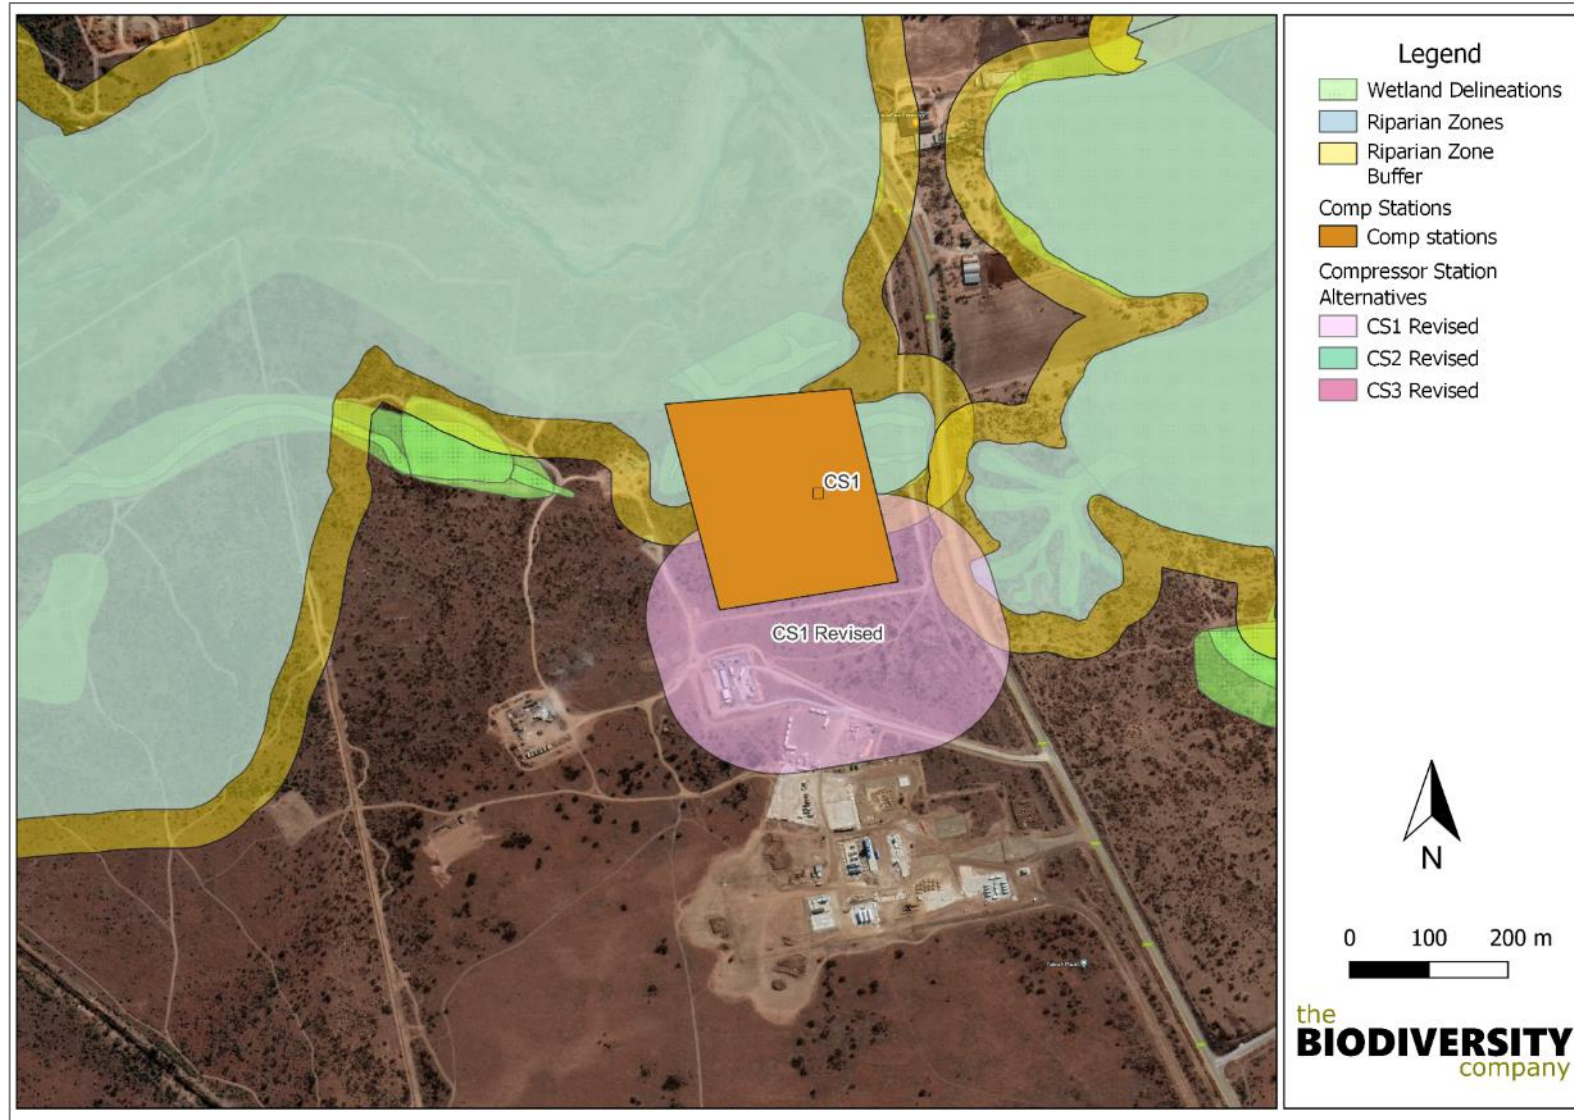 Legend
Wetland Delineations
Riparian Zones
Riparian Zone
Buffer
Comp Stations
Comp stations
Compressor Station
Alternatives
CS1 Revised
CS2 Revised
CS3 Revised
CS1
CS1 Revised
N
0 100 200 m
the
BIODIVERSITY
company